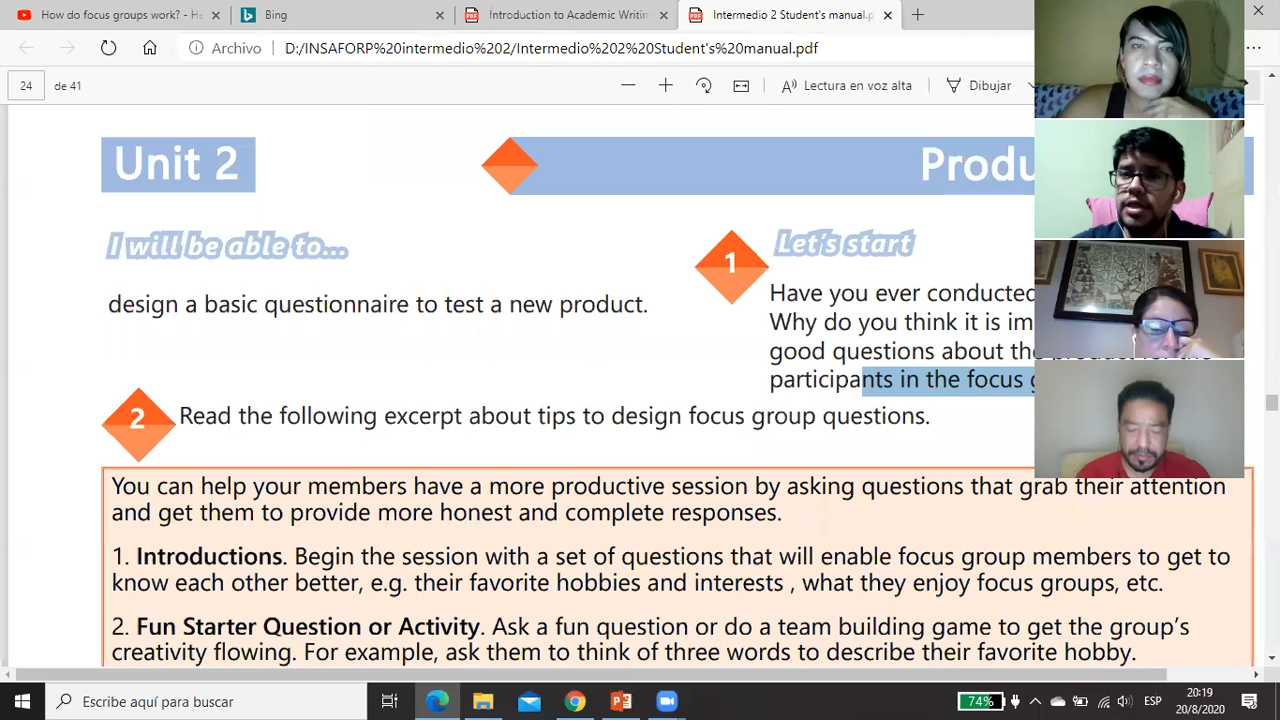 How do focus groups work? - He
Bing
Introduction to Academic Writin
Intermedio 2 Student's manual.p
Archivo
D:/INSAFORP%20intermedio%202/Intermedio%202%20Student's%20manual.pdf
24
de 41
Lectura en voz alta
Dibujar
Unit 2
Produ
I will be able to...
1
Let's start
design a basic questionnaire to test a new product.
Have you ever conducted
Why do you think it is im
good questions about the product for the
participants in the focus g
2
Read the following excerpt about tips to design focus group questions.
You can help your members have a more productive session by asking questions that grab their attention
and get them to provide more honest and complete responses.
1. Introductions. Begin the session with a set of questions that will enable focus group members to get to
know each other better, e.g. their favorite hobbies and interests , what they enjoy focus groups, etc.
2. Fun Starter Question or Activity. Ask a fun question or do a team building game to get the group's
creativity flowing. For example, ask them to think of three words to describe their favorite hobby.
Escribe aquí para buscar
74%
ESP
20:19
20/8/2020